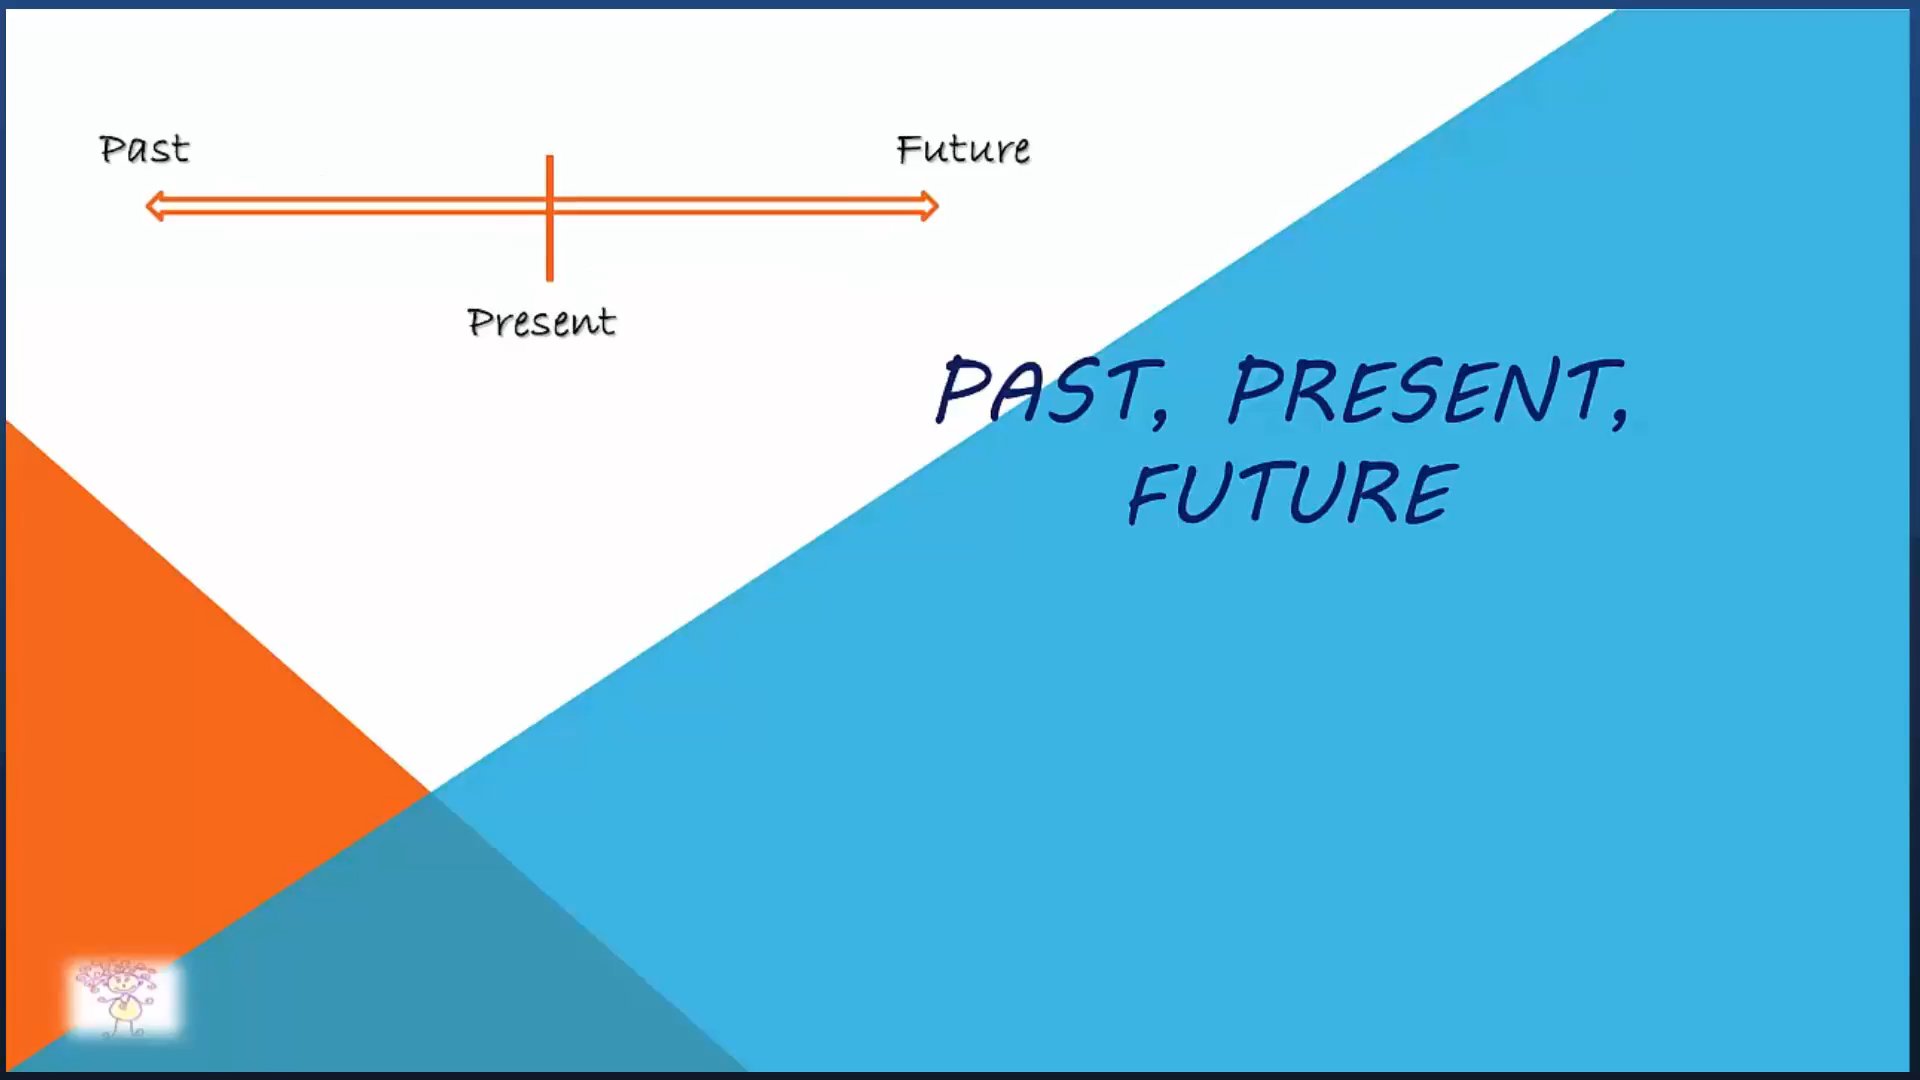 Past
Future
Present
PAST, PRESENT,
FUTURE